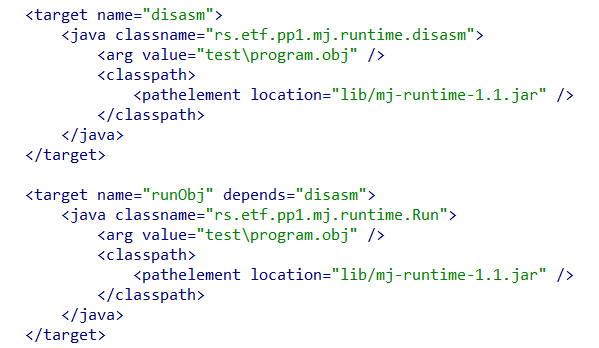 <target name="disasm">
    <java classname="rs.etf.pp1.mj.runtime.disasm">
        <arg value="test\program.obj" />
        <classpath>
            <pathelement location="lib/mj-runtime-1.1.jar" />
        </classpath>
    </java>
</target>

<target name="runObj" depends="disasm">
    <java classname="rs.etf.pp1.mj.runtime.Run">
        <arg value="test\program.obj" />
        <classpath>
            <pathelement location="lib/mj-runtime-1.1.jar" />
        </classpath>
    </java>
</target>